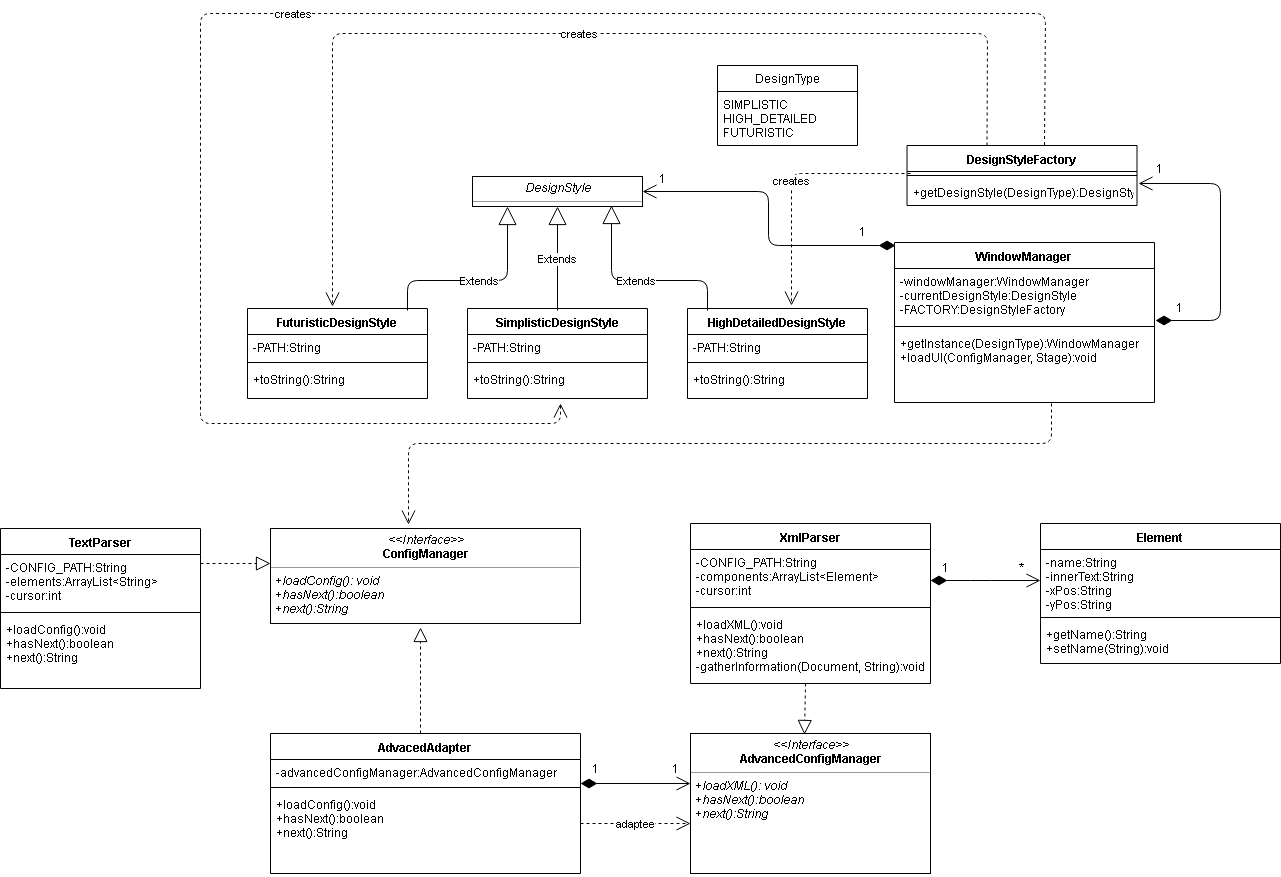 creates
creates
DesignType
SIMPLISTIC
HIGH_DETAILED
FUTURISTIC
DesignStyleFactory
+getDesignStyle(DesignType):DesignSty
creates
1
DesignStyle
1
1
Extends
Extends
Extends
WindowManager
-windowManager:WindowManager
-currentDesignStyle:DesignStyle
-FACTORY:DesignStyleFactory
+getInstance(DesignType):WindowManager
+loadUI(ConfigManager, Stage):void
1
FuturisticDesignStyle
-PATH:String
+toString():String
SimplisticDesignStyle
-PATH:String
+toString():String
HighDetailedDesignStyle
-PATH:String
+toString():String
TextParser
-CONFIG_PATH:String
-elements:ArrayList<String>
-cursor:int
+loadConfig():void
+hasNext():boolean
+next():String
<<Interface>>
ConfigManager
+loadConfig(): void
+hasNext():boolean
+next():String
XmlParser
-CONFIG_PATH:String
-components:ArrayList<Element>
-cursor:int
+loadXML():void
+hasNext():boolean
+next():String
-gatherInformation(Document, String):void
1
*
Element
-name:String
-innerText:String
-xPos:String
-yPos:String
+getName():String
+setName(String):void
AdvacedAdapter
-advancedConfigManager:AdvancedConfigManager
+loadConfig():void
+hasNext():boolean
+next():String
1
1
adaptee
<<Interface>>
AdvancedConfigManager
+loadXML(): void
+hasNext():boolean
+next():String